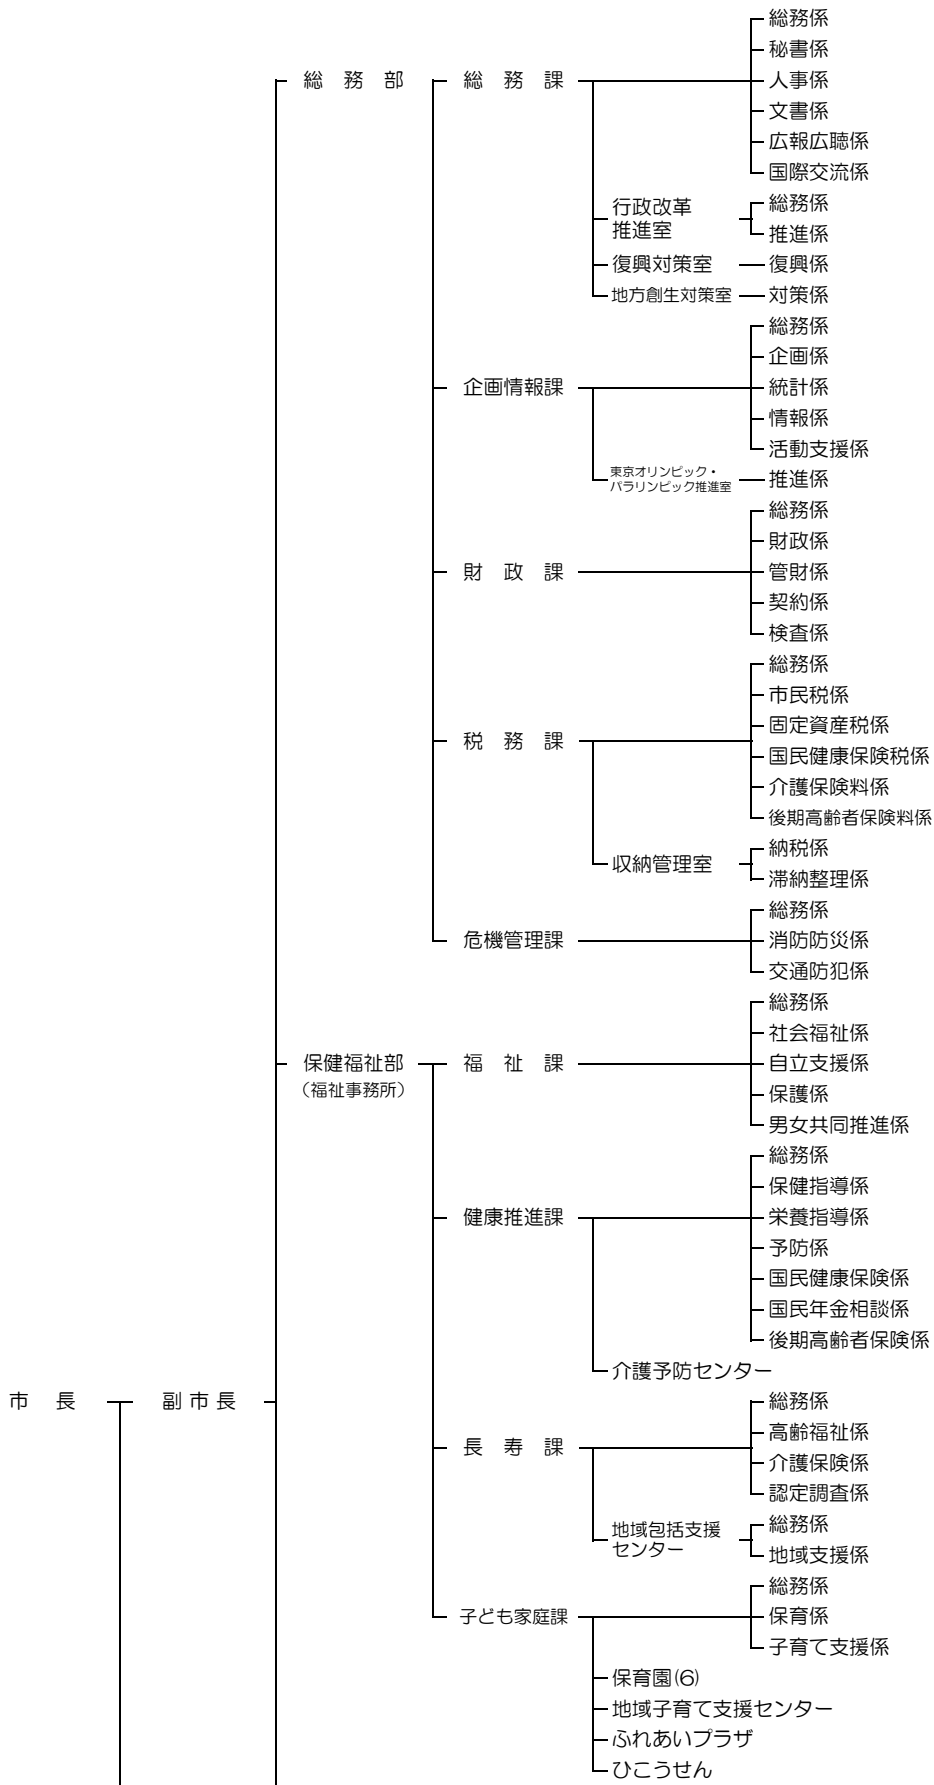 総務係
秘書係
総務部 総務課 人事係
文書係
広報広聴係
国際交流係
行政改革 総務係
推進室 推進係
復興対策室 復興係
地方創生対策室 対策係
総務係
企画係
企画情報課 統計係
情報係
活動支援係
東京オリンピック・
パラリンピック推進室 推進係
総務係
財政係
財政課 管財係
契約係
検査係
総務係
市民税係
固定資産税係
税務課
国民健康保険税係
介護保険料係
後期高齢者保険料係
納税係
収納管理室
滞納整理係
総務係
危機管理課 消防防災係
交通防犯係
総務係
社会福祉係
保健福祉部 福祉課 自立支援係
(福祉事務所) 保護係
男女共同推進係
総務係
保健指導係
健康推進課 栄養指導係
予防係
国民健康保険係
国民年金相談係
後期高齢者保険係
介護予防センター
市長 副市長 総務係
高齢福祉係
長寿課
介護保険係
認定調査係
地域包括支援 総務係
センター 地域支援係
総務係
子ども家庭課 保育係
子育て支援係
保育園(6)
地域子育て支援センター
ふれあいプラザ
ひこうせん